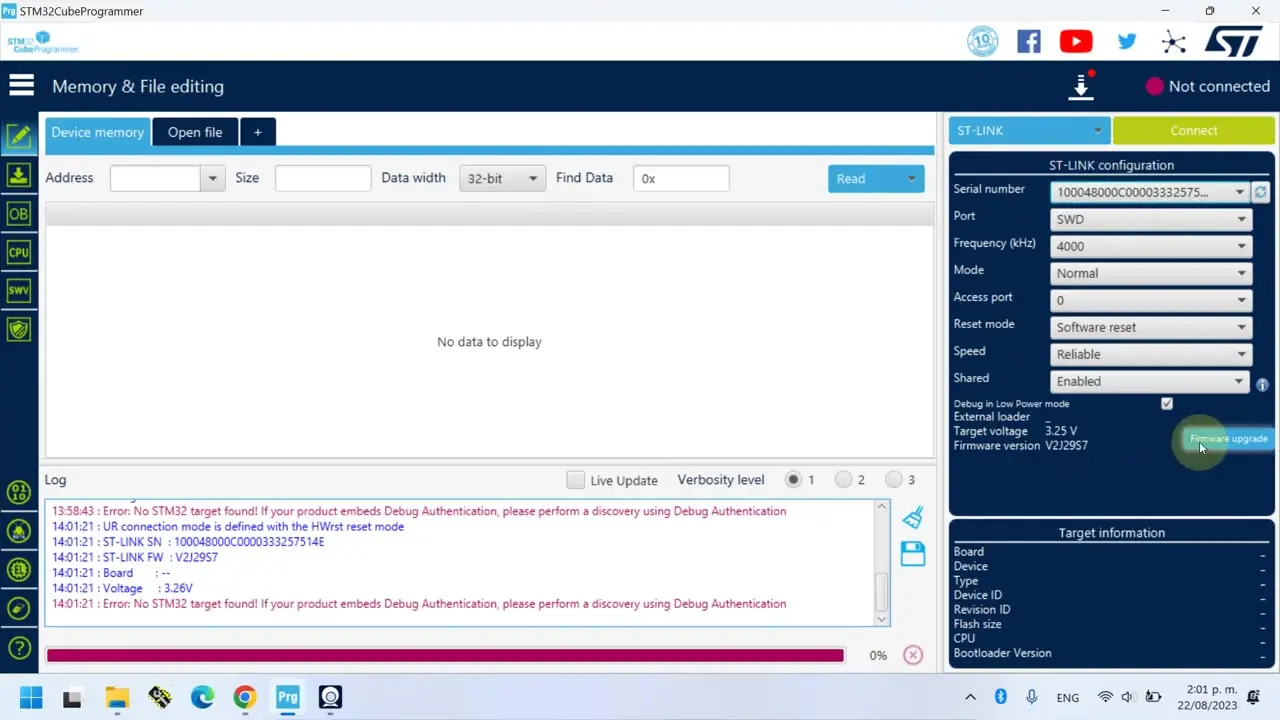 Prg STM32CubeProgrammer
STM32
CubeProgrammer
Memory & File editing
Not connected
Device memory
Open file
+
ST-LINK
Connect
Address
Size
Data width
32-bit
Find Data
0x
Read
ST-LINK configuration
Serial number
100048000C00003332575...
Port
SWD
Frequency (kHz)
4000
Mode
Normal
Access port
0
Reset mode
Software reset
Speed
Reliable
Shared
Enabled
Debug in Low Power mode
External loader
_
Target voltage
3.25 V
Firmware version
V2J29S7
Firmware upgrade
OB
CPU
SWV
No data to display
Log
Live Update
Verbosity level
1
2
3
13:58:43 : Error: No STM32 target found! If your product embeds Debug Authentication, please perform a discovery using Debug Authentication
14:01:21 : UR connection mode is defined with the HWrst reset mode
14:01:21 : ST-LINK SN : 100048000C0000333257514E
14:01:21 : ST-LINK FW : V2J29S7
14:01:21 : Board : --
14:01:21 : Voltage : 3.26V
14:01:21 : Error: No STM32 target found! If your product embeds Debug Authentication, please perform a discovery using Debug Authentication
0%
Target information
Board _
Device _
Type _
Device ID _
Revision ID _
Flash size _
CPU _
Bootloader Version _
Prg
ENG
2:01 p. m.
22/08/2023